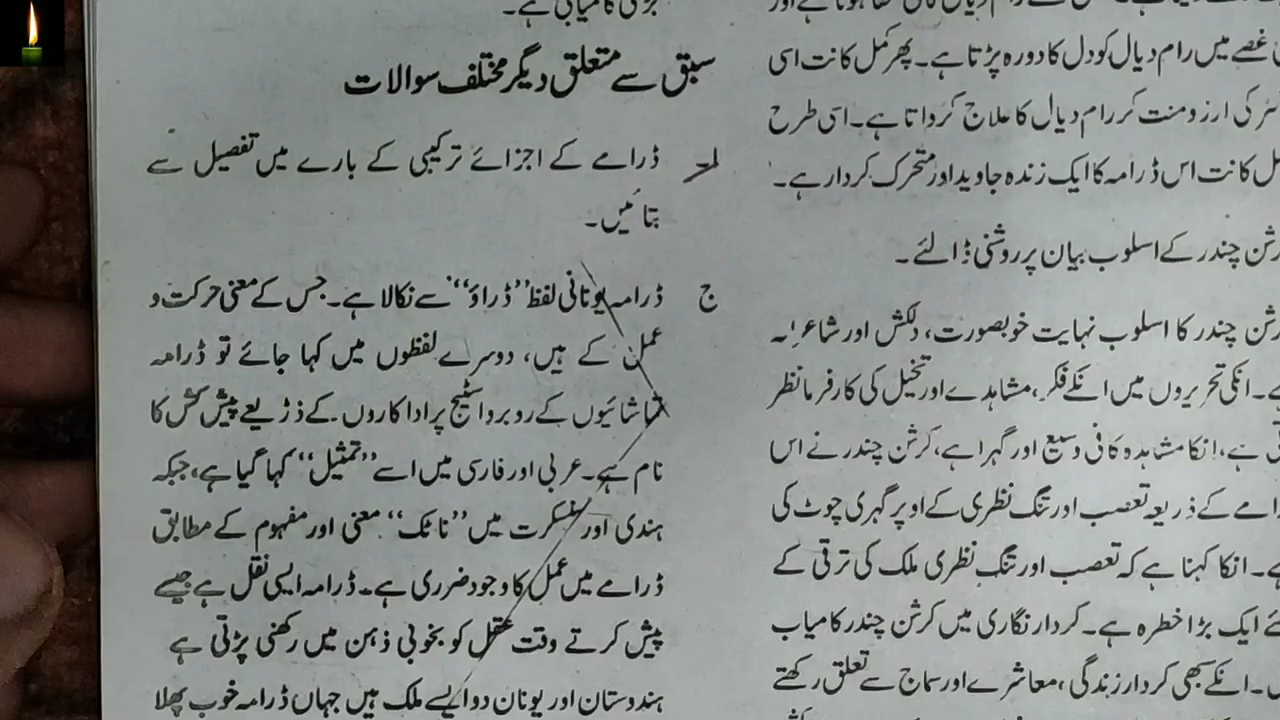 غصے میں رام دیال کو دل کا دورہ پڑتا ہے۔ پھر کمل کانت اسی
کی ارزومنت کر رام دیال کا علاج کرواتا ہے۔ اسی طرح
کانت اس ڈرامہ کا ایک زندہ جاوید اور متحرک کردار ہے۔
چندر کے اسلوب بیان پر روشنی ڈالئے۔
چندر کا اسلوب نہایت خوبصورت، دلکش اور شاعرانہ
انکی تحریروں میں انکے فکر، مشاہدے اور تخیل کی کارفرما نظر
ہے، انکا مشاہدہ کافی وسیع اور گہرا ہے، کرشن چندر نے اس
کے ذریعہ تعصب اور تنگ نظری کے اوپر گہری چوٹ کی
انکا کہنا ہے کہ تعصب اور تنگ نظری ملک کی ترقی کے
ایک بڑا خطرہ ہے۔ کردار نگاری میں کرشن چندر کامیاب
انکے سبھی کردار زندگی، معاشرے اور سماج سے تعلق رکھتے
بڑی کامیابی ہے۔
سبق سے متعلق دیگر مختلف سوالات
ڈرامے کے اجزائے ترکیبی کے بارے میں تفصیل سے
بتائیں۔
ج ڈرامہ یونانی لفظ ”ڈراؤ“ سے نکالا ہے۔ جس کے معنی حرکت و
عمل کے ہیں، دوسرے لفظوں میں کہا جائے تو ڈرامہ
تماشائیوں کے روبرو اسٹیج پر اداکاروں کے ذریعے پیش کش کا
نام ہے۔ عربی اور فارسی میں اسے ”تمثیل“ کہا گیا ہے، جبکہ
ہندی اور سنسکرت میں ”ناٹک“ معنی اور مفہوم کے مطابق
ڈرامے میں عمل کا وجود ضرری ہے۔ ڈرامہ ایسی نقل ہے جسے
پیش کرتے وقت عقل کو بخوبی ذہن میں رکھنی پڑتی ہے
ہندوستان اور یونان دو ایسے ملک ہیں جہاں ڈرامہ خوب پھلا